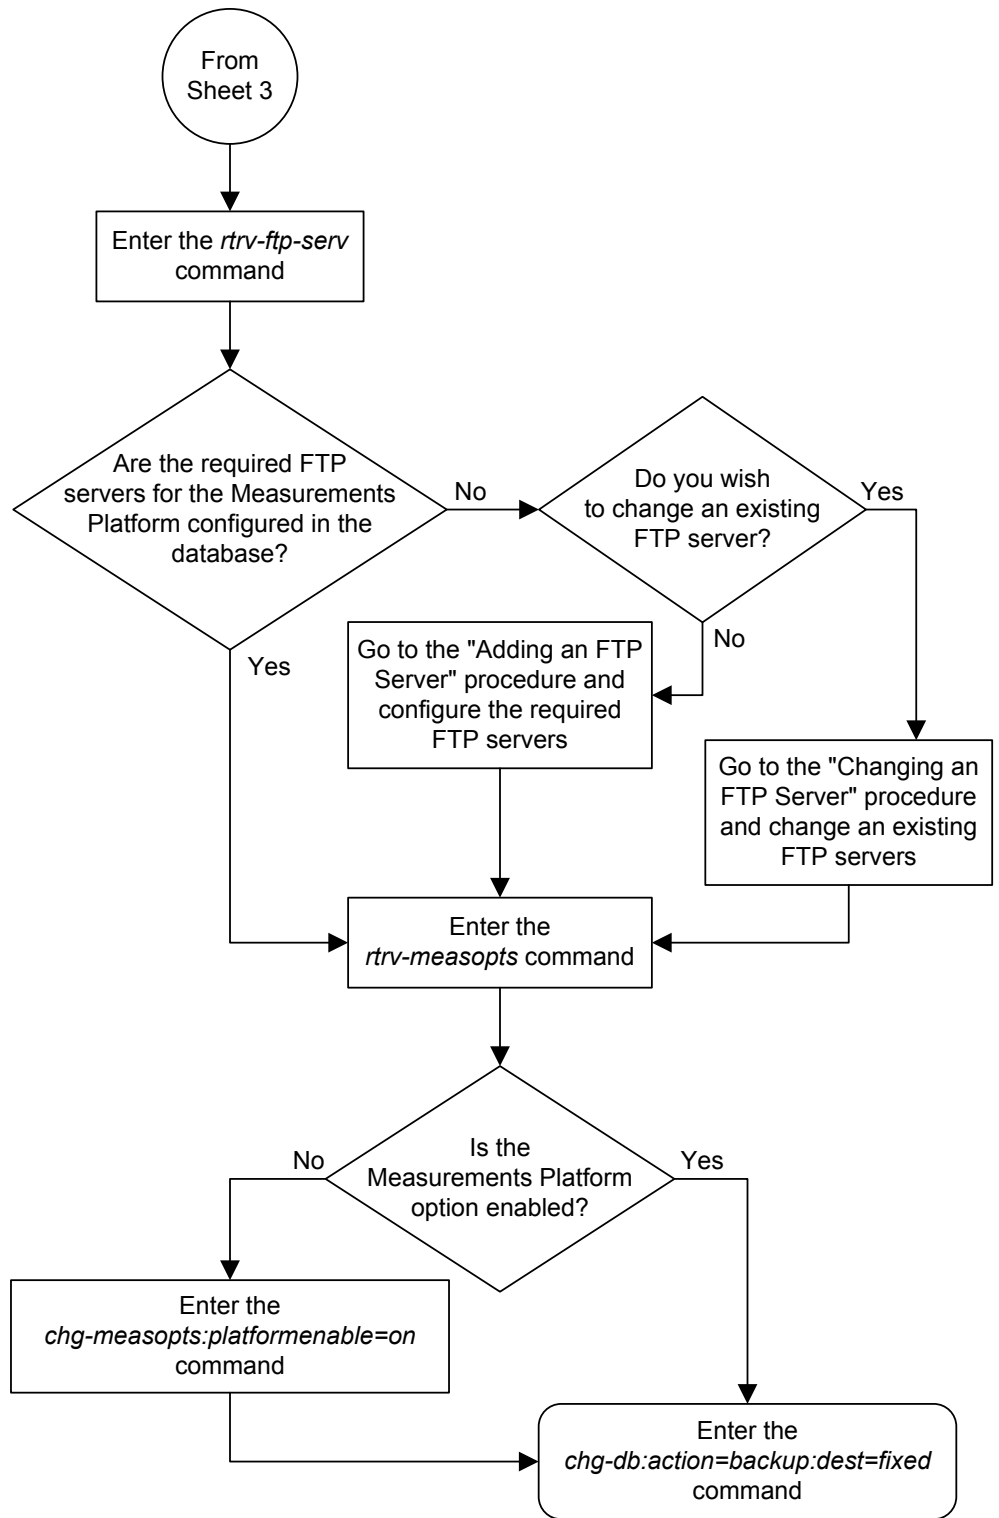 From
Sheet 3
Enter the rtrv-ftp-serv
command
Are the required FTP
servers for the Measurements
Platform configured in the
database?
No
Do you wish
to change an existing
FTP server?
Yes
No
Yes
Go to the "Adding an FTP
Server" procedure and
configure the required
FTP servers
Go to the "Changing an
FTP Server" procedure
and change an existing
FTP servers
Enter the
rtrv-measopts command
Is the
Measurements Platform
option enabled?
No
Yes
Enter the
chg-measopts:platformenable=on
command
Enter the
chg-db:action=backup:dest=fixed
command